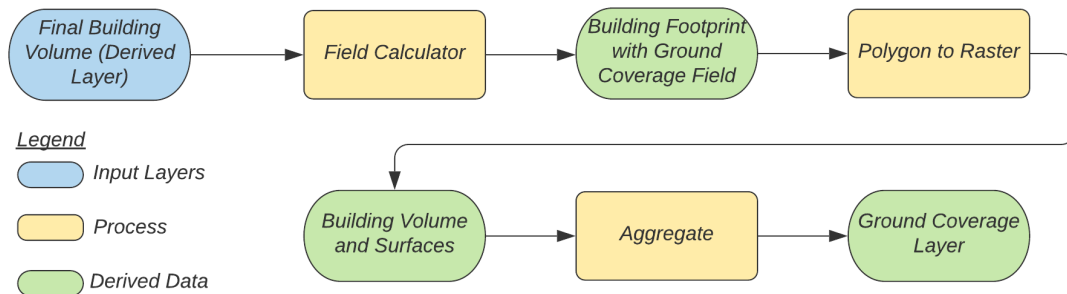 Final Building
Volume (Derived
Layer)
Field Calculator
Building Footprint
with Ground
Coverage Field
Polygon to Raster
Legend
Input Layers
Process
Derived Data
Building Volume
and Surfaces
Aggregate
Ground Coverage
Layer